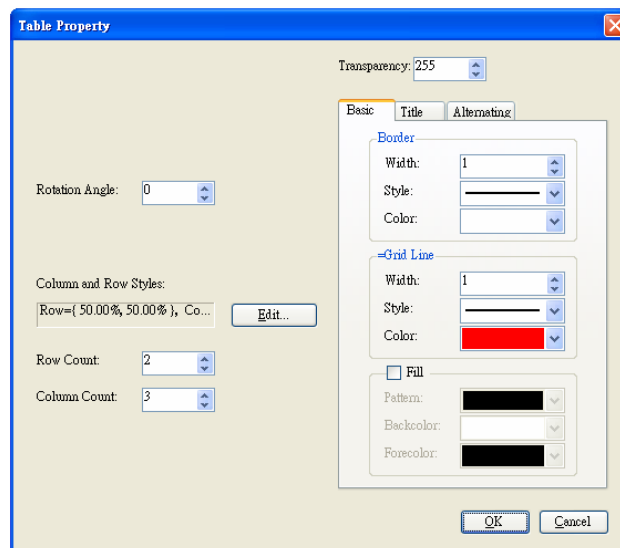 Table Property
Transparency: 255
Basic Title Alternating
Border
Width: 1
Style:
Color:
Rotation Angle: 0
=Grid Line
Width: 1
Style:
Color:
Column and Row Styles:
Row={ 50.00%, 50.00% }, Co... Edit...
Row Count: 2
Column Count: 3
Fill
Pattern:
Backcolor:
Forecolor:
OK Cancel